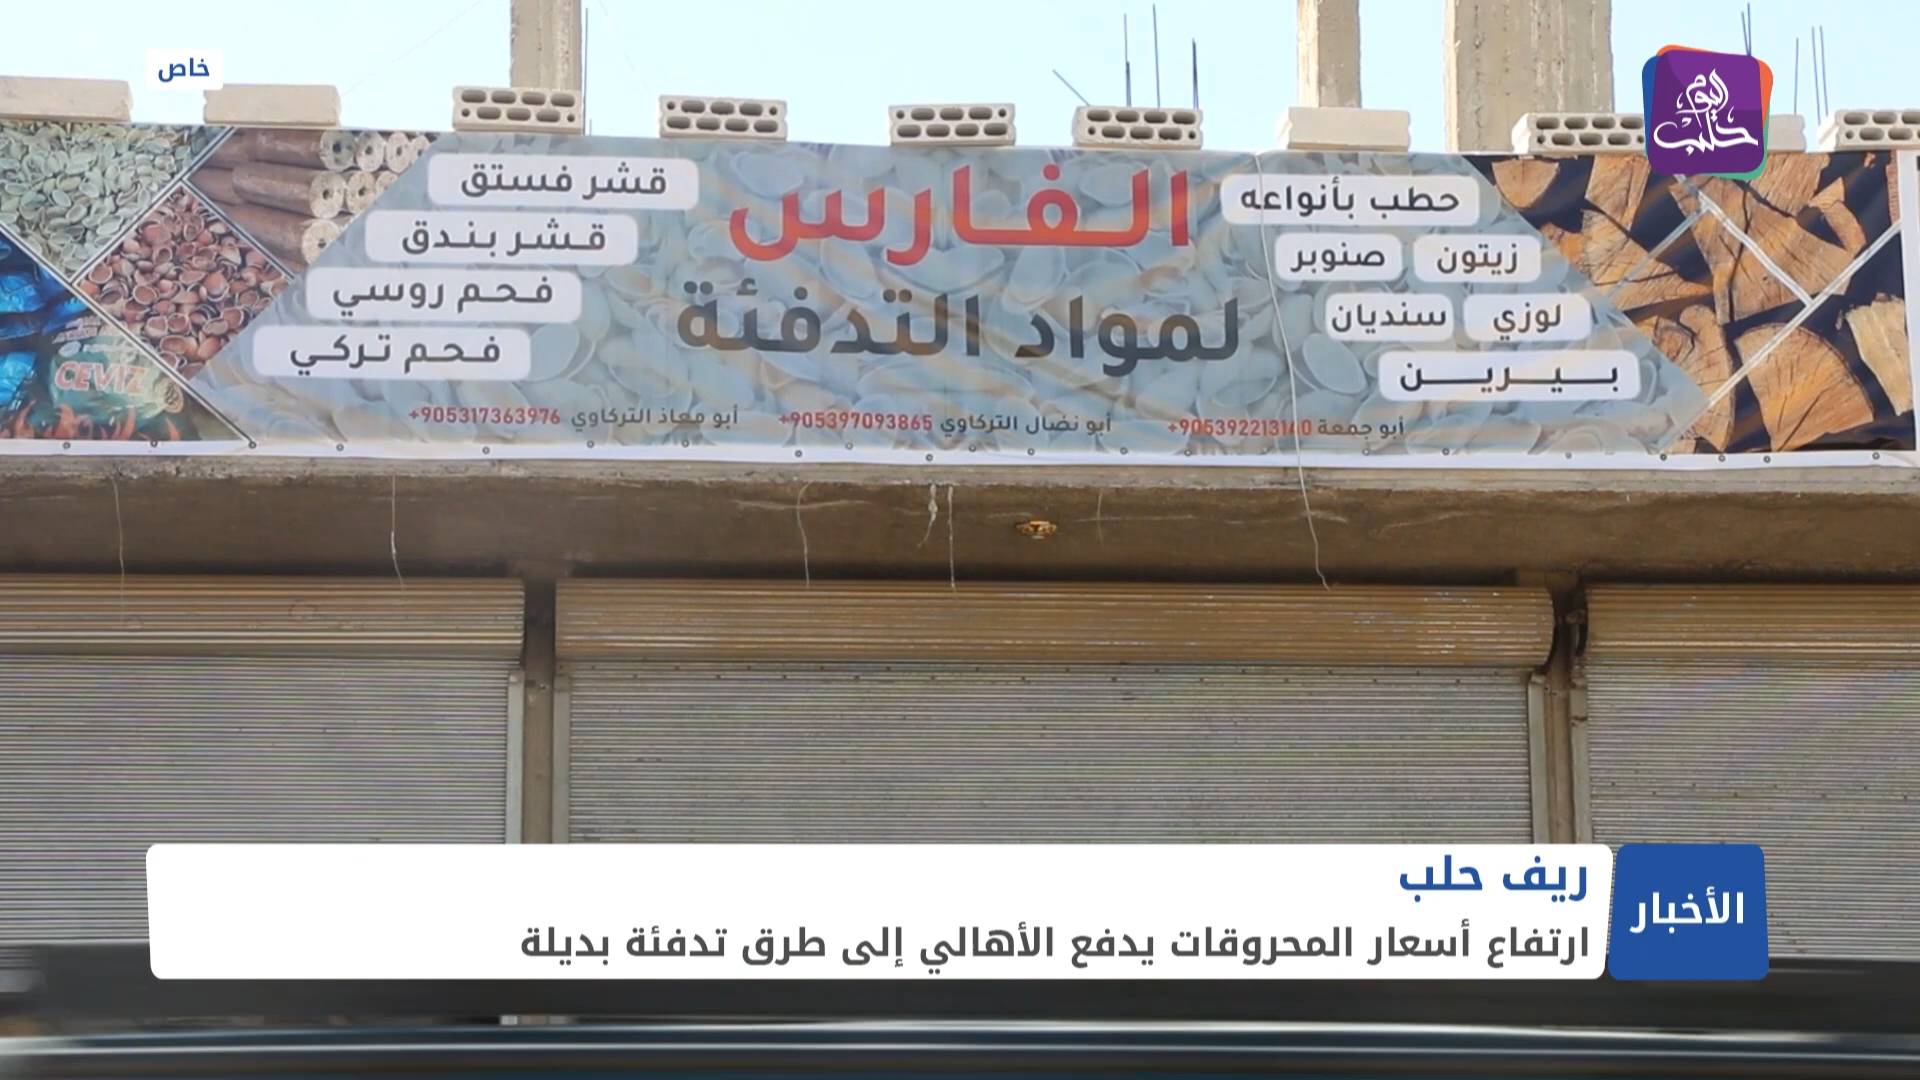 خاص
حلب اليوم
الفارس
لمواد التدفئة
حطب بأنواعه
زيتون صنوبر
لوزي سنديان
بيرين
قشر فستق
قشر بندق
فحم روسي
فحم تركي
أبو جمعة 905392213140+ أبو نضال التركاوي 905397093865+ أبو معاذ التركاوي 905317363976+
CEVİZ
الأخبار
ريف حلب
ارتفاع أسعار المحروقات يدفع الأهالي إلى طرق تدفئة بديلة